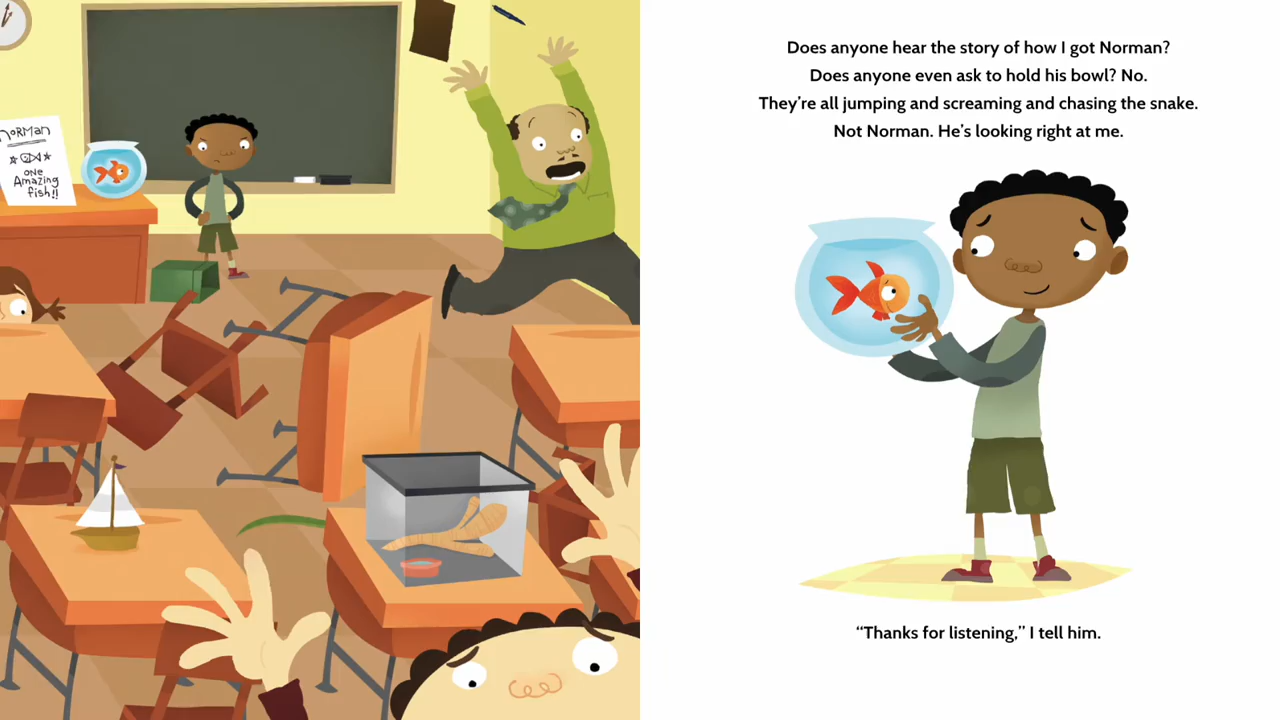 NORMAN
ONE
Amazing
fish!!
Does anyone hear the story of how I got Norman?
Does anyone even ask to hold his bowl? No.
They’re all jumping and screaming and chasing the snake.
Not Norman. He’s looking right at me.
“Thanks for listening,” I tell him.